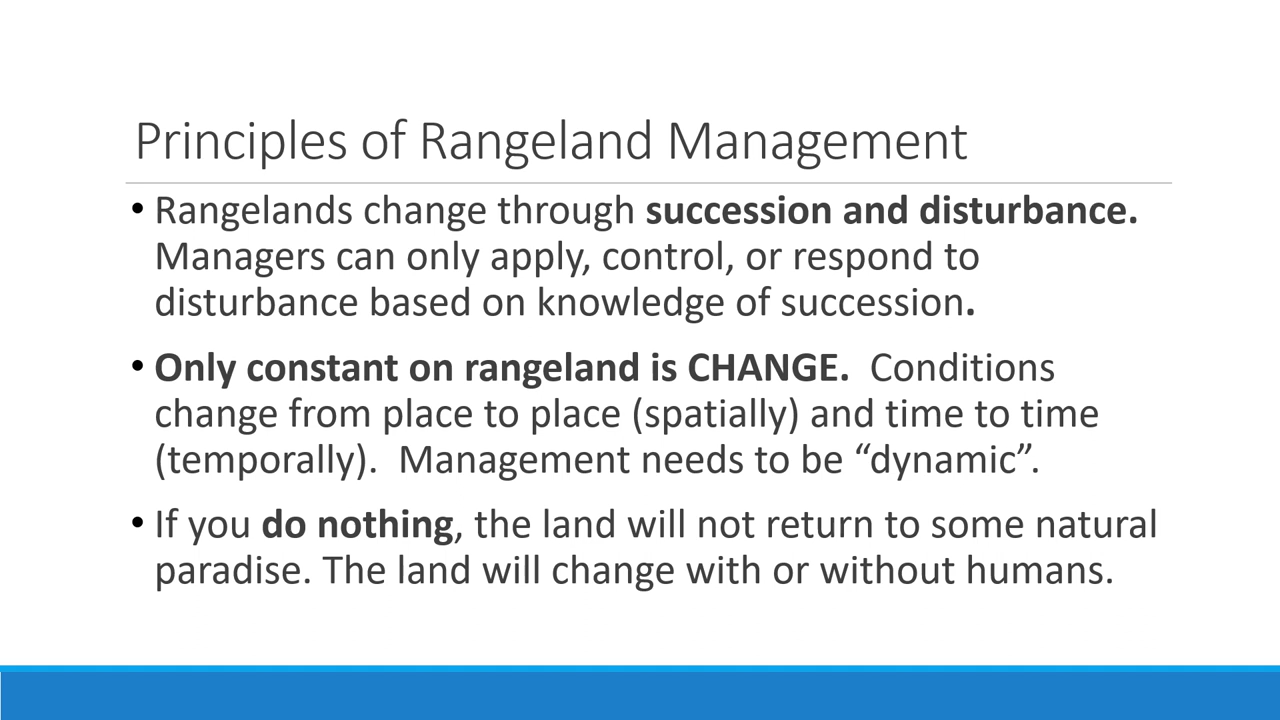 Principles of Rangeland Management
• Rangelands change through succession and disturbance.
Managers can only apply, control, or respond to
disturbance based on knowledge of succession.
• Only constant on rangeland is CHANGE.  Conditions
change from place to place (spatially) and time to time
(temporally).  Management needs to be “dynamic”.
• If you do nothing, the land will not return to some natural
paradise. The land will change with or without humans.